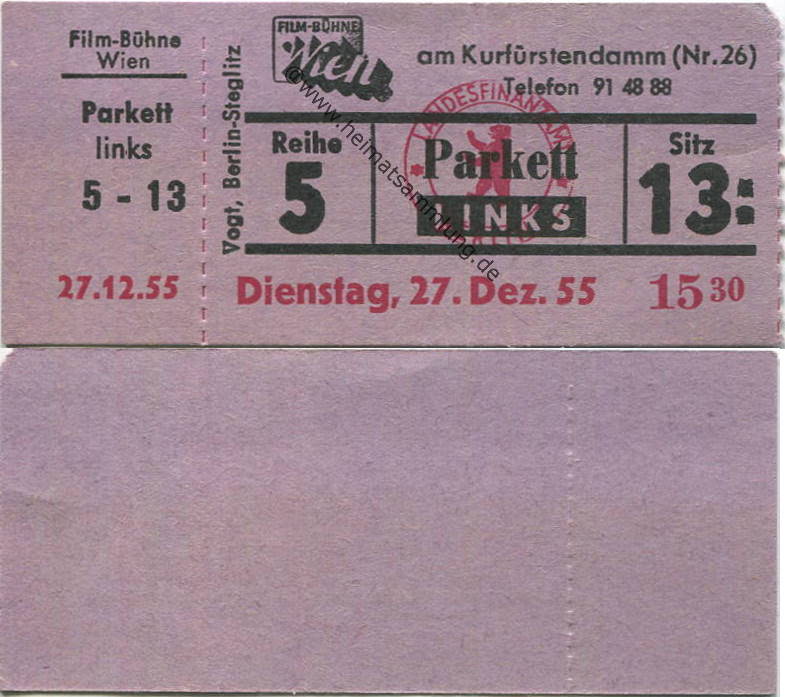 Film-Bühne
Wien
Parkett
links
5 - 13
27.12.55
Vogt, Berlin-Steglitz
FILM-BÜHNE
Wien
am Kurfürstendamm (Nr. 26)
Telefon 91 48 88
Reihe
5
Parkett
LINKS
Sitz
13:
Dienstag, 27. Dez. 55
15 30
LANDESFINANZAMT
©www.heimatsammlung.de